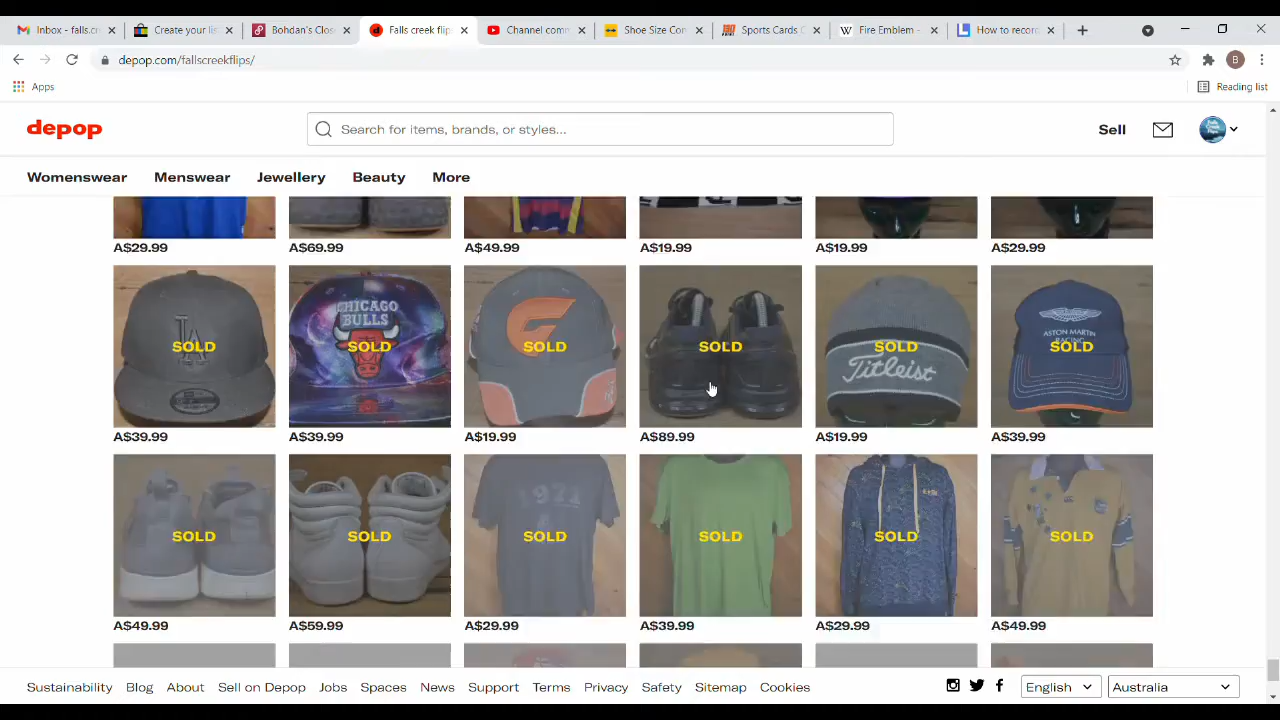 Inbox - falls.cr
Create your lis
Bohdan's Clos
Falls creek flip
Channel comm
Shoe Size Con
Sports Cards
Fire Emblem -
How to record
depop.com/fallscreekflips/
B
Apps
Reading list
depop
Search for items, brands, or styles...
Sell
Womenswear Menswear Jewellery Beauty More
A$29.99 A$69.99 A$49.99 A$19.99 A$19.99 A$29.99
LA
CHICAGO
BULLS
Titleist
ASTON MARTIN
RACING
SOLD SOLD SOLD SOLD SOLD SOLD
A$39.99 A$39.99 A$19.99 A$89.99 A$19.99 A$39.99
SOLD SOLD SOLD SOLD SOLD SOLD
A$49.99 A$59.99 A$29.99 A$39.99 A$29.99 A$49.99
Sustainability Blog About Sell on Depop Jobs Spaces News Support Terms Privacy Safety Sitemap Cookies
English
Australia